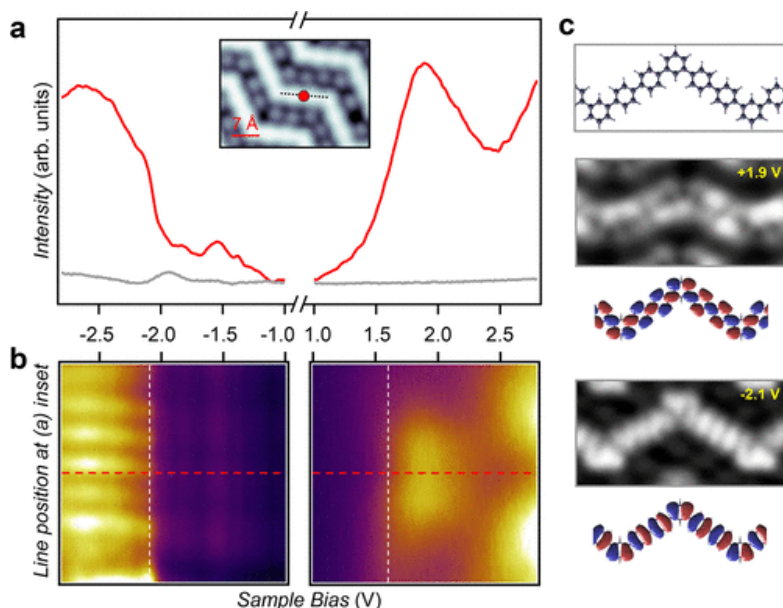 a
c
Intensity (arb. units)
7 Å
-2.5 -2.0 -1.5 -1.0 1.0 1.5 2.0 2.5
+1.9 V
b
Line position at (a) inset
-2.1 V
Sample Bias (V)